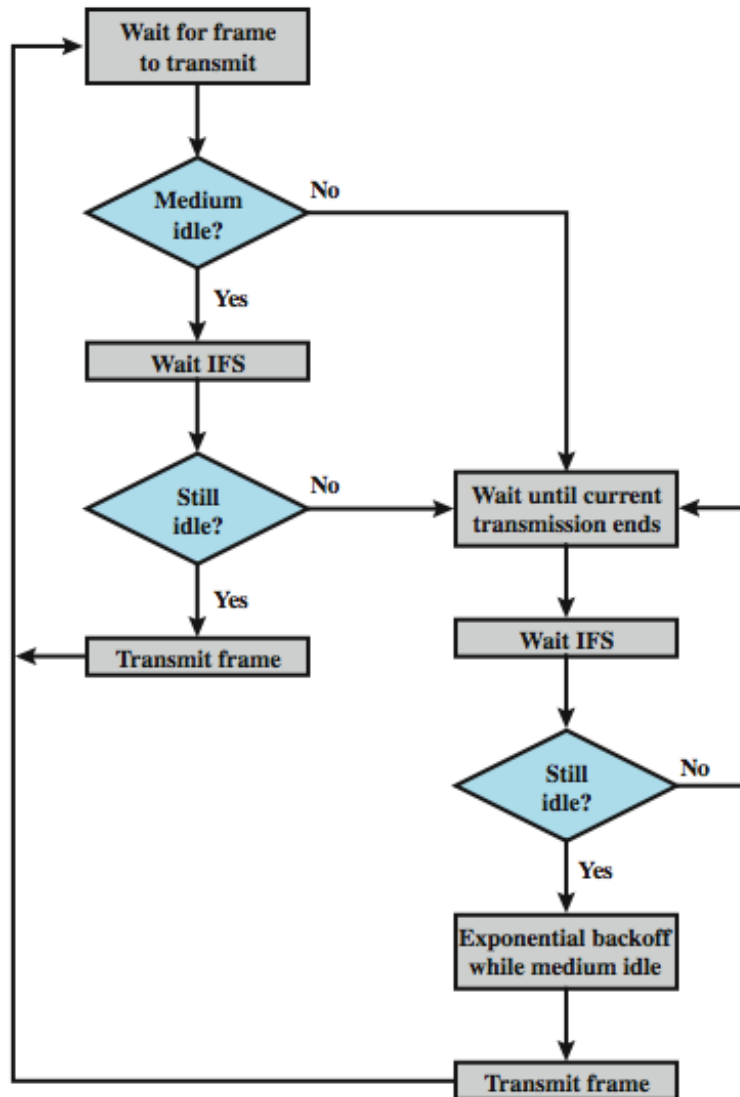 Wait for frame
to transmit
Medium
idle?
No
Yes
Wait IFS
Still
idle?
No
Yes
Transmit frame
Wait until current
transmission ends
Wait IFS
Still
idle?
No
Yes
Exponential backoff
while medium idle
Transmit frame